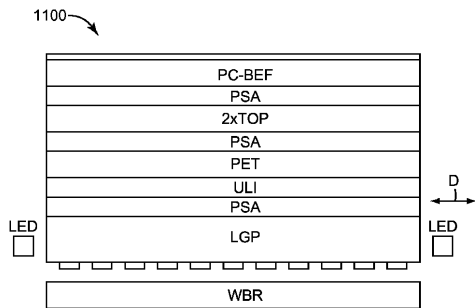 1100
PC-BEF
PSA
2xTOP
PSA
PET
ULI
PSA
D
LED
LGP
LED
WBR